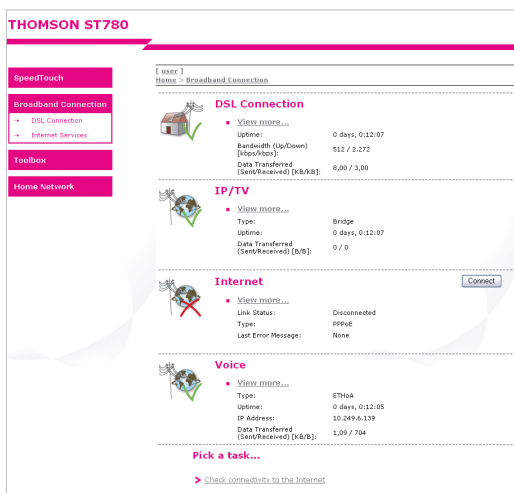 THOMSON ST780
SpeedTouch
Broadband Connection
DSL Connection
Internet Services
Toolbox
Home Network
[ user ]
Home > Broadband Connection
DSL Connection
View more...
Uptime: 0 days, 0:12:07
Bandwidth (Up/Down) [kbps/kbps]: 512 / 2.272
Data Transferred (Sent/Received) [KB/KB]: 8,00 / 3,00
IP/TV
View more...
Type: Bridge
Uptime: 0 days, 0:12:07
Data Transferred (Sent/Received) [B/B]: 0 / 0
Internet
Connect
View more...
Link Status: Disconnected
Type: PPPoE
Last Error Message: None
Voice
View more...
Type: ETHoA
Uptime: 0 days, 0:12:05
IP Address: 10.249.6.139
Data Transferred (Sent/Received) [KB/B]: 1,09 / 704
Pick a task...
Check connectivity to the Internet